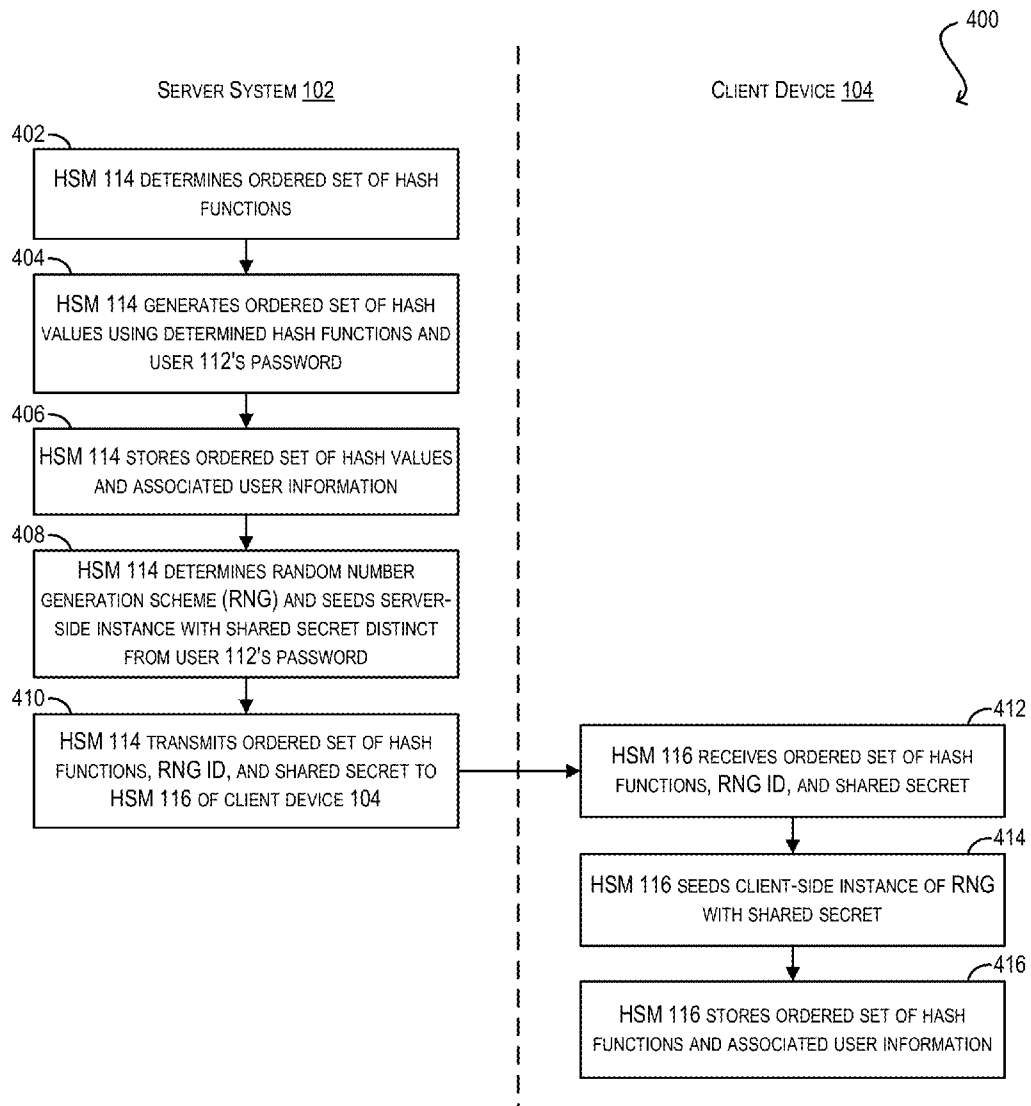 400
SERVER SYSTEM 102
CLIENT DEVICE 104
402
HSM 114 DETERMINES ORDERED SET OF HASH
FUNCTIONS
404
HSM 114 GENERATES ORDERED SET OF HASH
VALUES USING DETERMINED HASH FUNCTIONS AND
USER 112'S PASSWORD
406
HSM 114 STORES ORDERED SET OF HASH VALUES
AND ASSOCIATED USER INFORMATION
408
HSM 114 DETERMINES RANDOM NUMBER
GENERATION SCHEME (RNG) AND SEEDS SERVER-
SIDE INSTANCE WITH SHARED SECRET DISTINCT
FROM USER 112'S PASSWORD
410
HSM 114 TRANSMITS ORDERED SET OF HASH
FUNCTIONS, RNG ID, AND SHARED SECRET TO
HSM 116 OF CLIENT DEVICE 104
412
HSM 116 RECEIVES ORDERED SET OF HASH
FUNCTIONS, RNG ID, AND SHARED SECRET
414
HSM 116 SEEDS CLIENT-SIDE INSTANCE OF RNG
WITH SHARED SECRET
416
HSM 116 STORES ORDERED SET OF HASH
FUNCTIONS AND ASSOCIATED USER INFORMATION